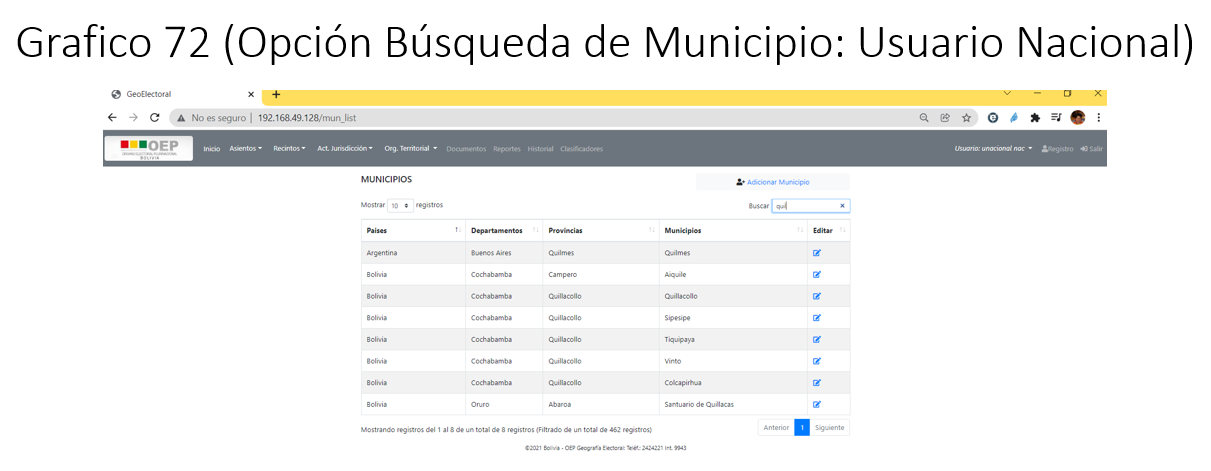 Grafico 72 (Opción Búsqueda de Municipio: Usuario Nacional)
GeoElectoral
No es seguro | 192.168.49.128/mun_list
OEP
BOLIVIA
Inicio Asientos Recintos Act. Jurisdicción Org. Territorial Documentos Reportes Historial Clasificadores Usuario: unacional nac Registro Salir
MUNICIPIOS
Adicionar Municipio
Mostrar 10 registros Buscar quil
Paises Departamentos Provincias Municipios Editar
Argentina Buenos Aires Quilmes Quilmes
Bolivia Cochabamba Campero Aiquile
Bolivia Cochabamba Quillacollo Quillacollo
Bolivia Cochabamba Quillacollo Sipesipe
Bolivia Cochabamba Quillacollo Tiquipaya
Bolivia Cochabamba Quillacollo Vinto
Bolivia Cochabamba Quillacollo Colcapirhua
Bolivia Oruro Abaroa Santuario de Quillacas
Mostrando registros del 1 al 8 de un total de 8 registros (Filtrado de un total de 462 registros) Anterior 1 Siguiente
©2021 Bolivia - OEP Geografía Electoral: Teléf.: 2424221 Int. 9943